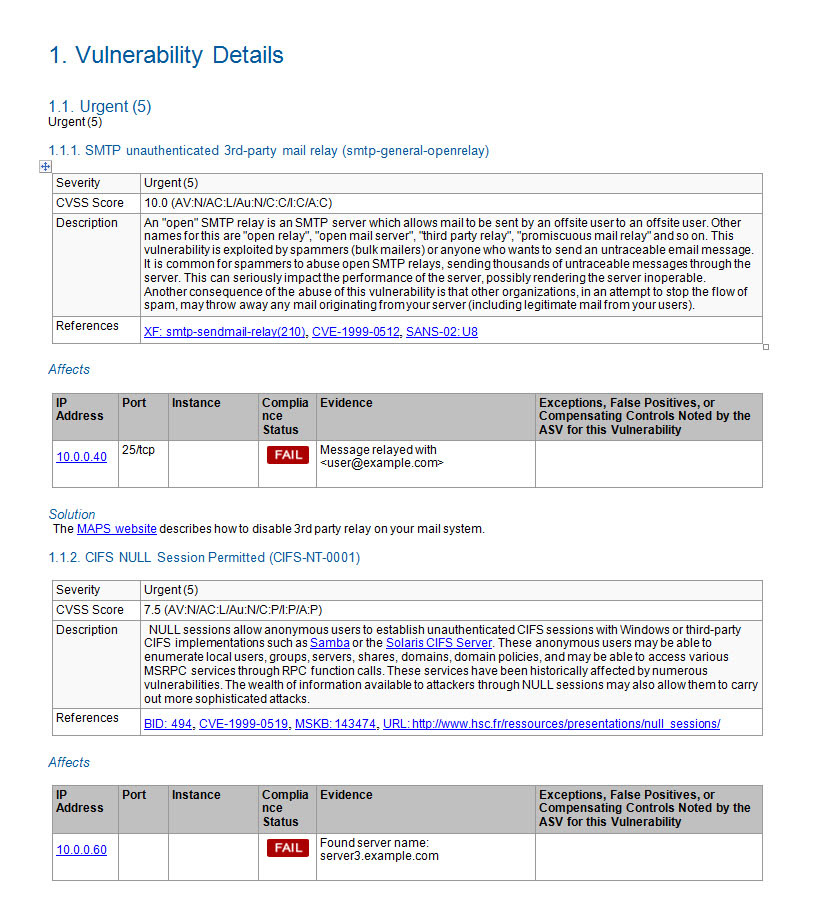 1. Vulnerability Details
1.1. Urgent (5)
Urgent (5)
1.1.1. SMTP unauthenticated 3rd-party mail relay (smtp-general-openrelay)
Severity Urgent (5)
CVSS Score 10.0 (AV:N/AC:L/Au:N/C:C/I:C/A:C)
Description An "open" SMTP relay is an SMTP server which allows mail to be sent by an offsite user to an offsite user. Other
names for this are "open relay", "open mail server", "third party relay", "promiscuous mail relay" and so on. This
vulnerability is exploited by spammers (bulk mailers) or anyone who wants to send an untraceable email message.
It is common for spammers to abuse open SMTP relays, sending thousands of untraceable messages through the
server. This can seriously impact the performance of the server, possibly rendering the server inoperable.
Another consequence of the abuse of this vulnerability is that other organizations, in an attempt to stop the flow of
spam, may throw away any mail originating from your server (including legitimate mail from your users).
References XF: smtp-sendmail-relay(210), CVE-1999-0512, SANS-02: U8
Affects
IP Address Port Instance Complia nce Status Evidence Exceptions, False Positives, or Compensating Controls Noted by the ASV for this Vulnerability
10.0.0.40 25/tcp FAIL Message relayed with
<user@example.com>
Solution
The MAPS website describes how to disable 3rd party relay on your mail system.
1.1.2. CIFS NULL Session Permitted (CIFS-NT-0001)
Severity Urgent (5)
CVSS Score 7.5 (AV:N/AC:L/Au:N/C:P/I:P/A:P)
Description NULL sessions allow anonymous users to establish unauthenticated CIFS sessions with Windows or third-party
CIFS implementations such as Samba or the Solaris CIFS Server. These anonymous users may be able to
enumerate local users, groups, servers, shares, domains, domain policies, and may be able to access various
MSRPC services through RPC function calls. These services have been historically affected by numerous
vulnerabilities. The wealth of information available to attackers through NULL sessions may also allow them to carry
out more sophisticated attacks.
References BID: 494, CVE-1999-0519, MSKB: 143474, URL: http://www.hsc.fr/ressources/presentations/null_sessions/
Affects
IP Address Port Instance Complia nce Status Evidence Exceptions, False Positives, or Compensating Controls Noted by the ASV for this Vulnerability
10.0.0.60 FAIL Found server name:
server3.example.com